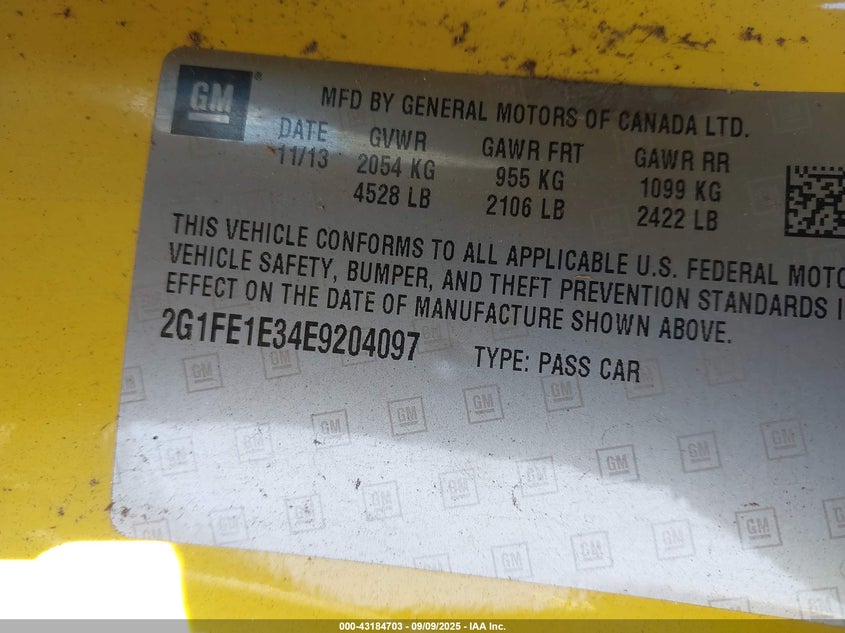 GM®
MFD BY GENERAL MOTORS OF CANADA LTD.
DATE GVWR GAWR FRT GAWR RR
11/13 2054 KG 955 KG 1099 KG
4528 LB 2106 LB 2422 LB
THIS VEHICLE CONFORMS TO ALL APPLICABLE U.S. FEDERAL MOTO
VEHICLE SAFETY, BUMPER, AND THEFT PREVENTION STANDARDS I
EFFECT ON THE DATE OF MANUFACTURE SHOWN ABOVE.
2G1FE1E34E9204097 TYPE: PASS CAR
000-43184703 - 09/09/2025 - IAA Inc.